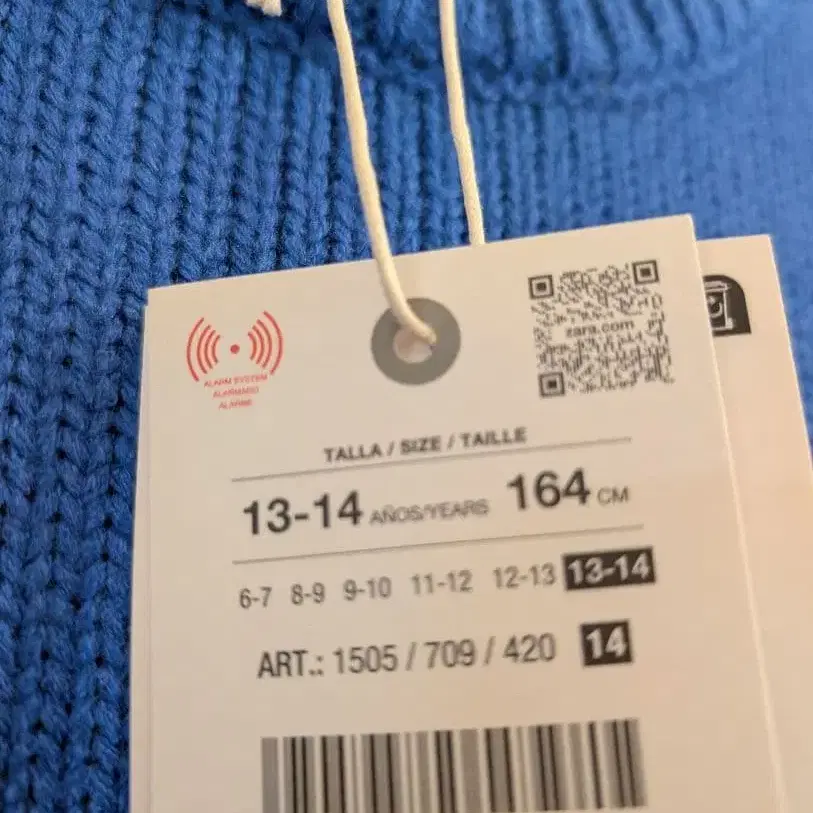 zara.com
ALARM SYSTEM
ALARMADO
ALARME
TALLA / SIZE / TAILLE
13-14 AÑOS/YEARS 164 CM
6-7 8-9 9-10 11-12 12-13 13-14
ART.: 1505 / 709 / 420 14